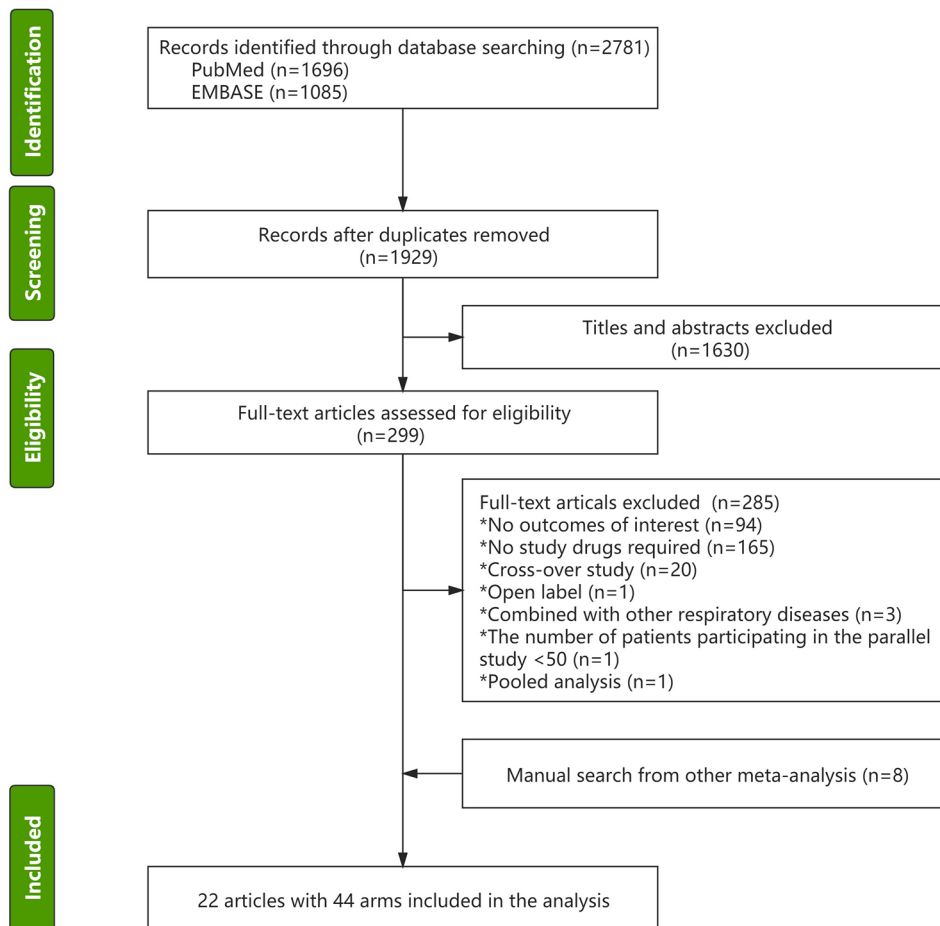 Identification
Records identified through database searching (n=2781)
PubMed (n=1696)
EMBASE (n=1085)
Screening
Records after duplicates removed
(n=1929)
Titles and abstracts excluded
(n=1630)
Eligibility
Full-text articles assessed for eligibility
(n=299)
Full-text articals excluded (n=285)
*No outcomes of interest (n=94)
*No study drugs required (n=165)
*Cross-over study (n=20)
*Open label (n=1)
*Combined with other respiratory diseases (n=3)
*The number of patients participating in the parallel
study <50 (n=1)
*Pooled analysis (n=1)
Manual search from other meta-analysis (n=8)
Included
22 articles with 44 arms included in the analysis